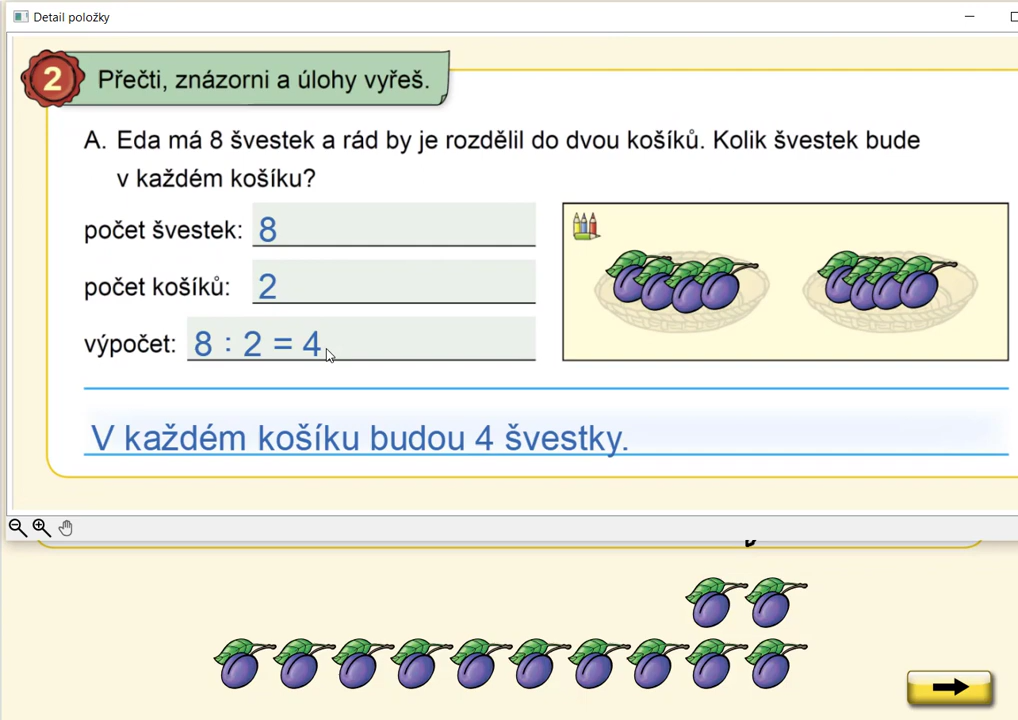 Detail položky
2 Přečti, znázorni a úlohy vyřeš.
A. Eda má 8 švestek a rád by je rozdělil do dvou košíků. Kolik švestek bude
v každém košíku?
počet švestek: 8
počet košíků: 2
výpočet: 8 : 2 = 4
V každém košíku budou 4 švestky.